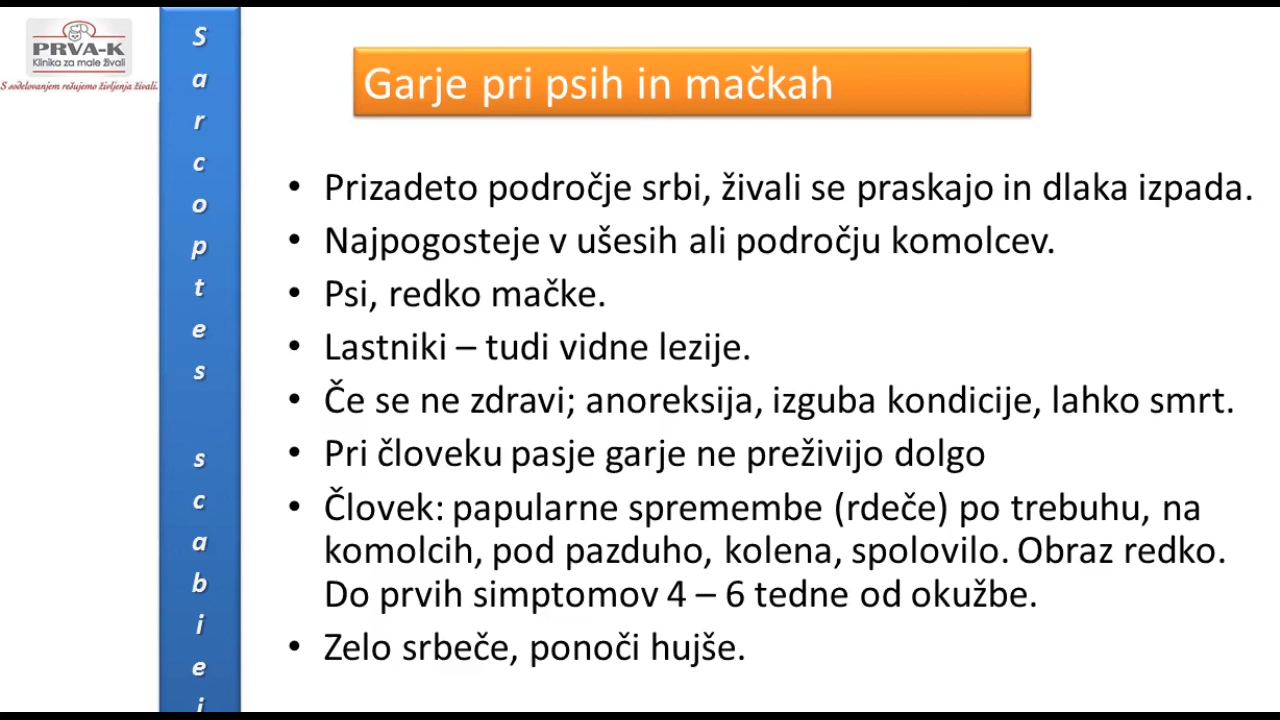 PRVA-K
Klinika za male živali
S sodelovanjem rešujemo življenja živali.
Sarcoptes scabiei
Garje pri psih in mačkah
• Prizadeto področje srbi, živali se praskajo in dlaka izpada.
• Najpogosteje v ušesih ali področju komolcev.
• Psi, redko mačke.
• Lastniki – tudi vidne lezije.
• Če se ne zdravi; anoreksija, izguba kondicije, lahko smrt.
• Pri človeku pasje garje ne preživijo dolgo
• Človek: papularne spremembe (rdeče) po trebuhu, na
komolcih, pod pazduho, kolena, spolovilo. Obraz redko.
Do prvih simptomov 4 – 6 tedne od okužbe.
• Zelo srbeče, ponoči hujše.